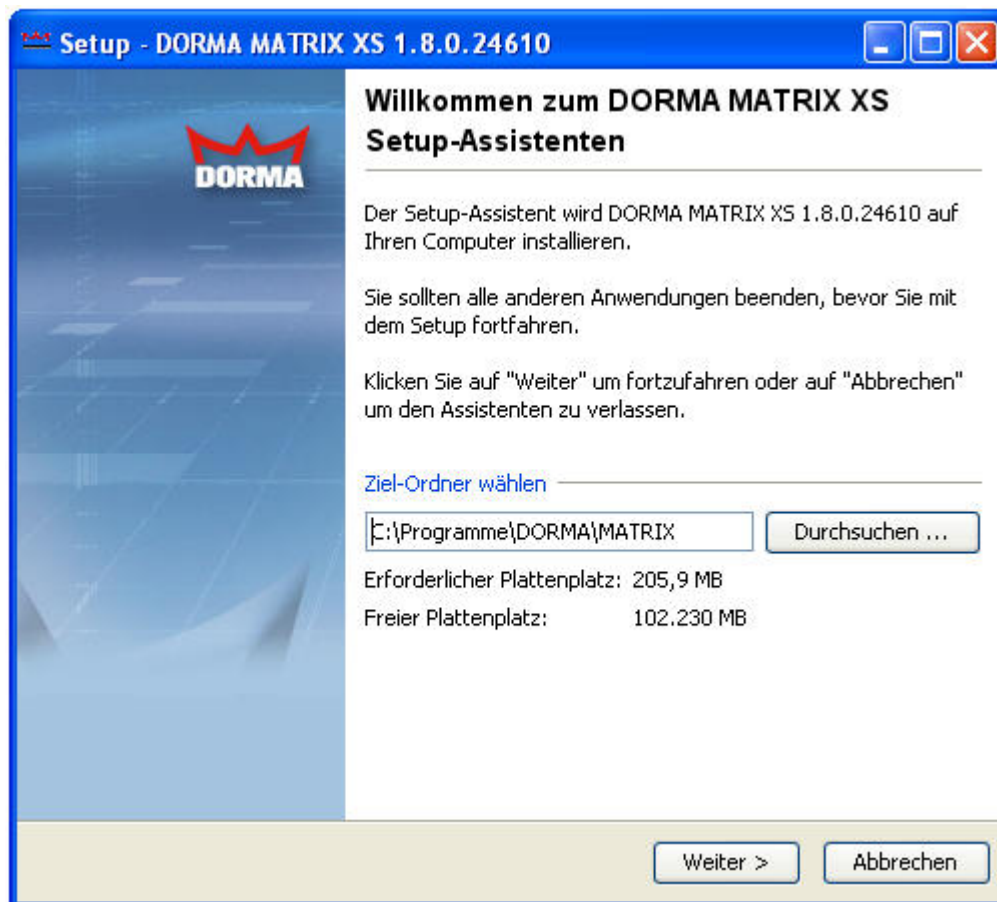 Setup - DORMA MATRIX XS 1.8.0.24610
DORMA
Willkommen zum DORMA MATRIX XS
Setup-Assistenten
Der Setup-Assistent wird DORMA MATRIX XS 1.8.0.24610 auf
Ihren Computer installieren.
Sie sollten alle anderen Anwendungen beenden, bevor Sie mit
dem Setup fortfahren.
Klicken Sie auf "Weiter" um fortzufahren oder auf "Abbrechen"
um den Assistenten zu verlassen.
Ziel-Ordner wählen
C:\Programme\DORMA\MATRIX
Durchsuchen ...
Erforderlicher Plattenplatz: 205,9 MB
Freier Plattenplatz: 102.230 MB
Weiter >
Abbrechen